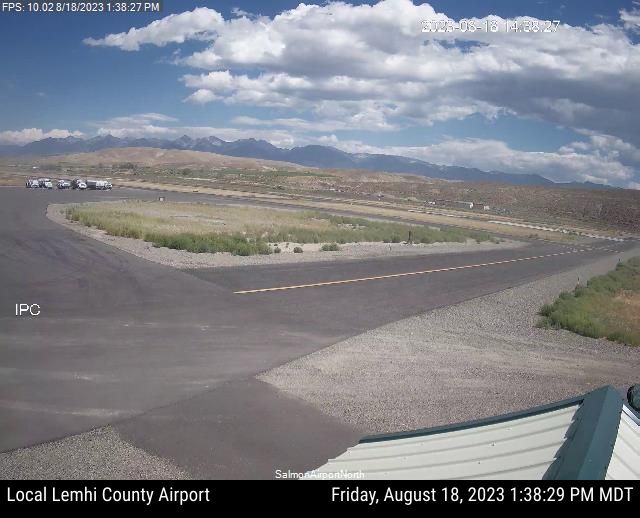 FPS: 10.02 8/18/2023 1:38:27 PM
2023-08-18 14:38:27
IPC
SalmonAirportNorth
Local Lemhi County Airport Friday, August 18, 2023 1:38:29 PM MDT